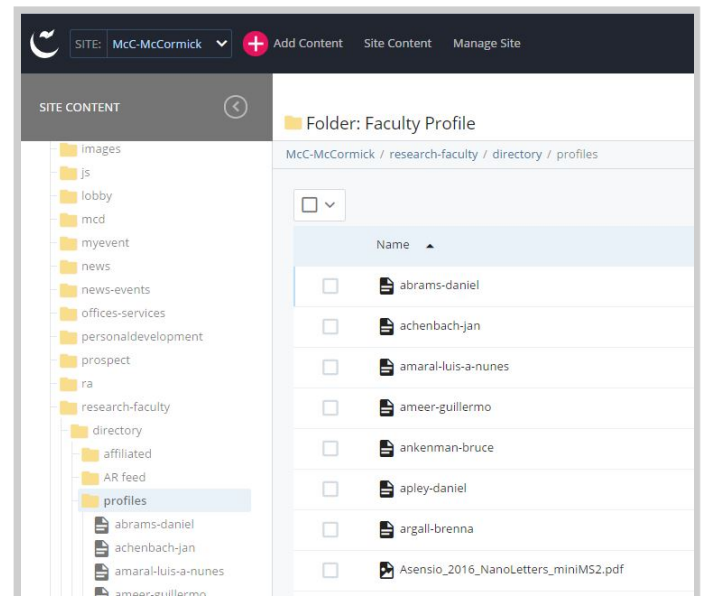 SITE: McC-McCormick Add Content Site Content Manage Site
SITE CONTENT
images
js
lobby
mcd
myevent
news
news-events
offices-services
personaldevelopment
prospect
ra
research-faculty
directory
affiliated
AR feed
profiles
abrams-daniel
achenbach-jan
amaral-luis-a-nunes
ameer-guillermo
Folder: Faculty Profile
McC-McCormick / research-faculty / directory / profiles
Name
abrams-daniel
achenbach-jan
amaral-luis-a-nunes
ameer-guillermo
ankenman-bruce
apley-daniel
argall-brenna
Asensio_2016_NanoLetters_miniMS2.pdf